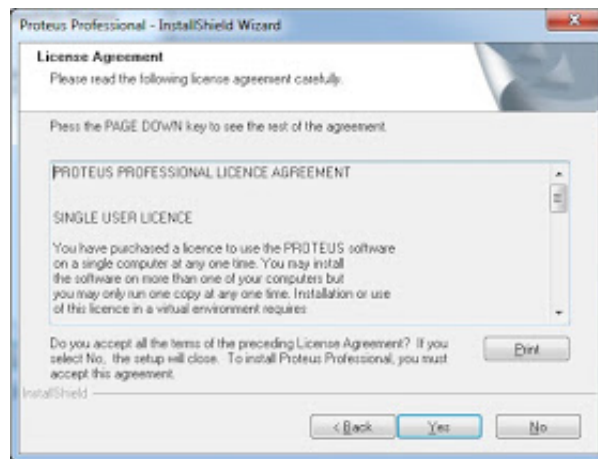 Proteus Professional - InstallShield Wizard
License Agreement
Please read the following license agreement carefully.
Press the PAGE DOWN key to see the rest of the agreement.
PROTEUS PROFESSIONAL LICENCE AGREEMENT
SINGLE USER LICENCE
You have purchased a licence to use the PROTEUS software
on a single computer at any one time. You may install
the software on more than one of your computers but
you may only run one copy at any one time. Installation or use
of this licence in a virtual environment requires
Do you accept all the terms of the preceding License Agreement? If you
select No, the setup will close. To install Proteus Professional, you must
accept this agreement.
Print
InstallShield
< Back
Yes
No